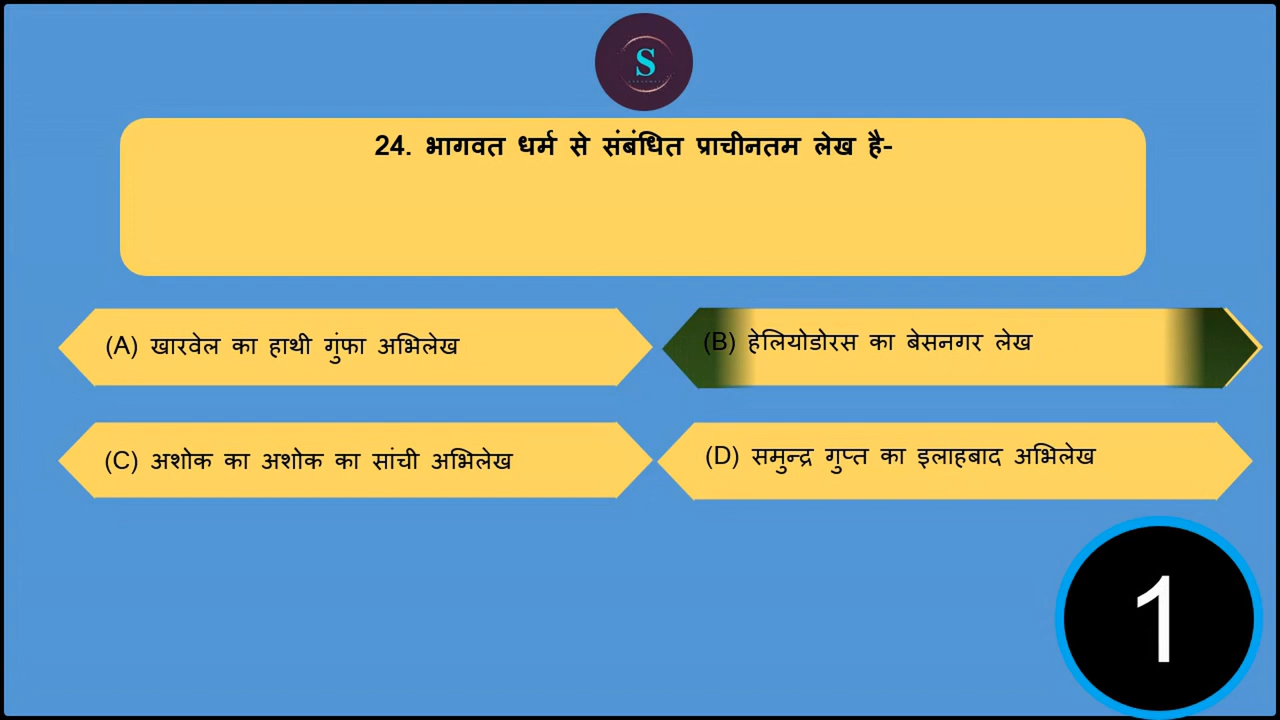 S
24. भागवत धर्म से संबंधित प्राचीनतम लेख है-
(A) खारवेल का हाथी गुंफा अभिलेख
(B) हेलियोडोरस का बेसनगर लेख
(C) अशोक का अशोक का सांची अभिलेख
(D) समुन्द्र गुप्त का इलाहबाद अभिलेख
1